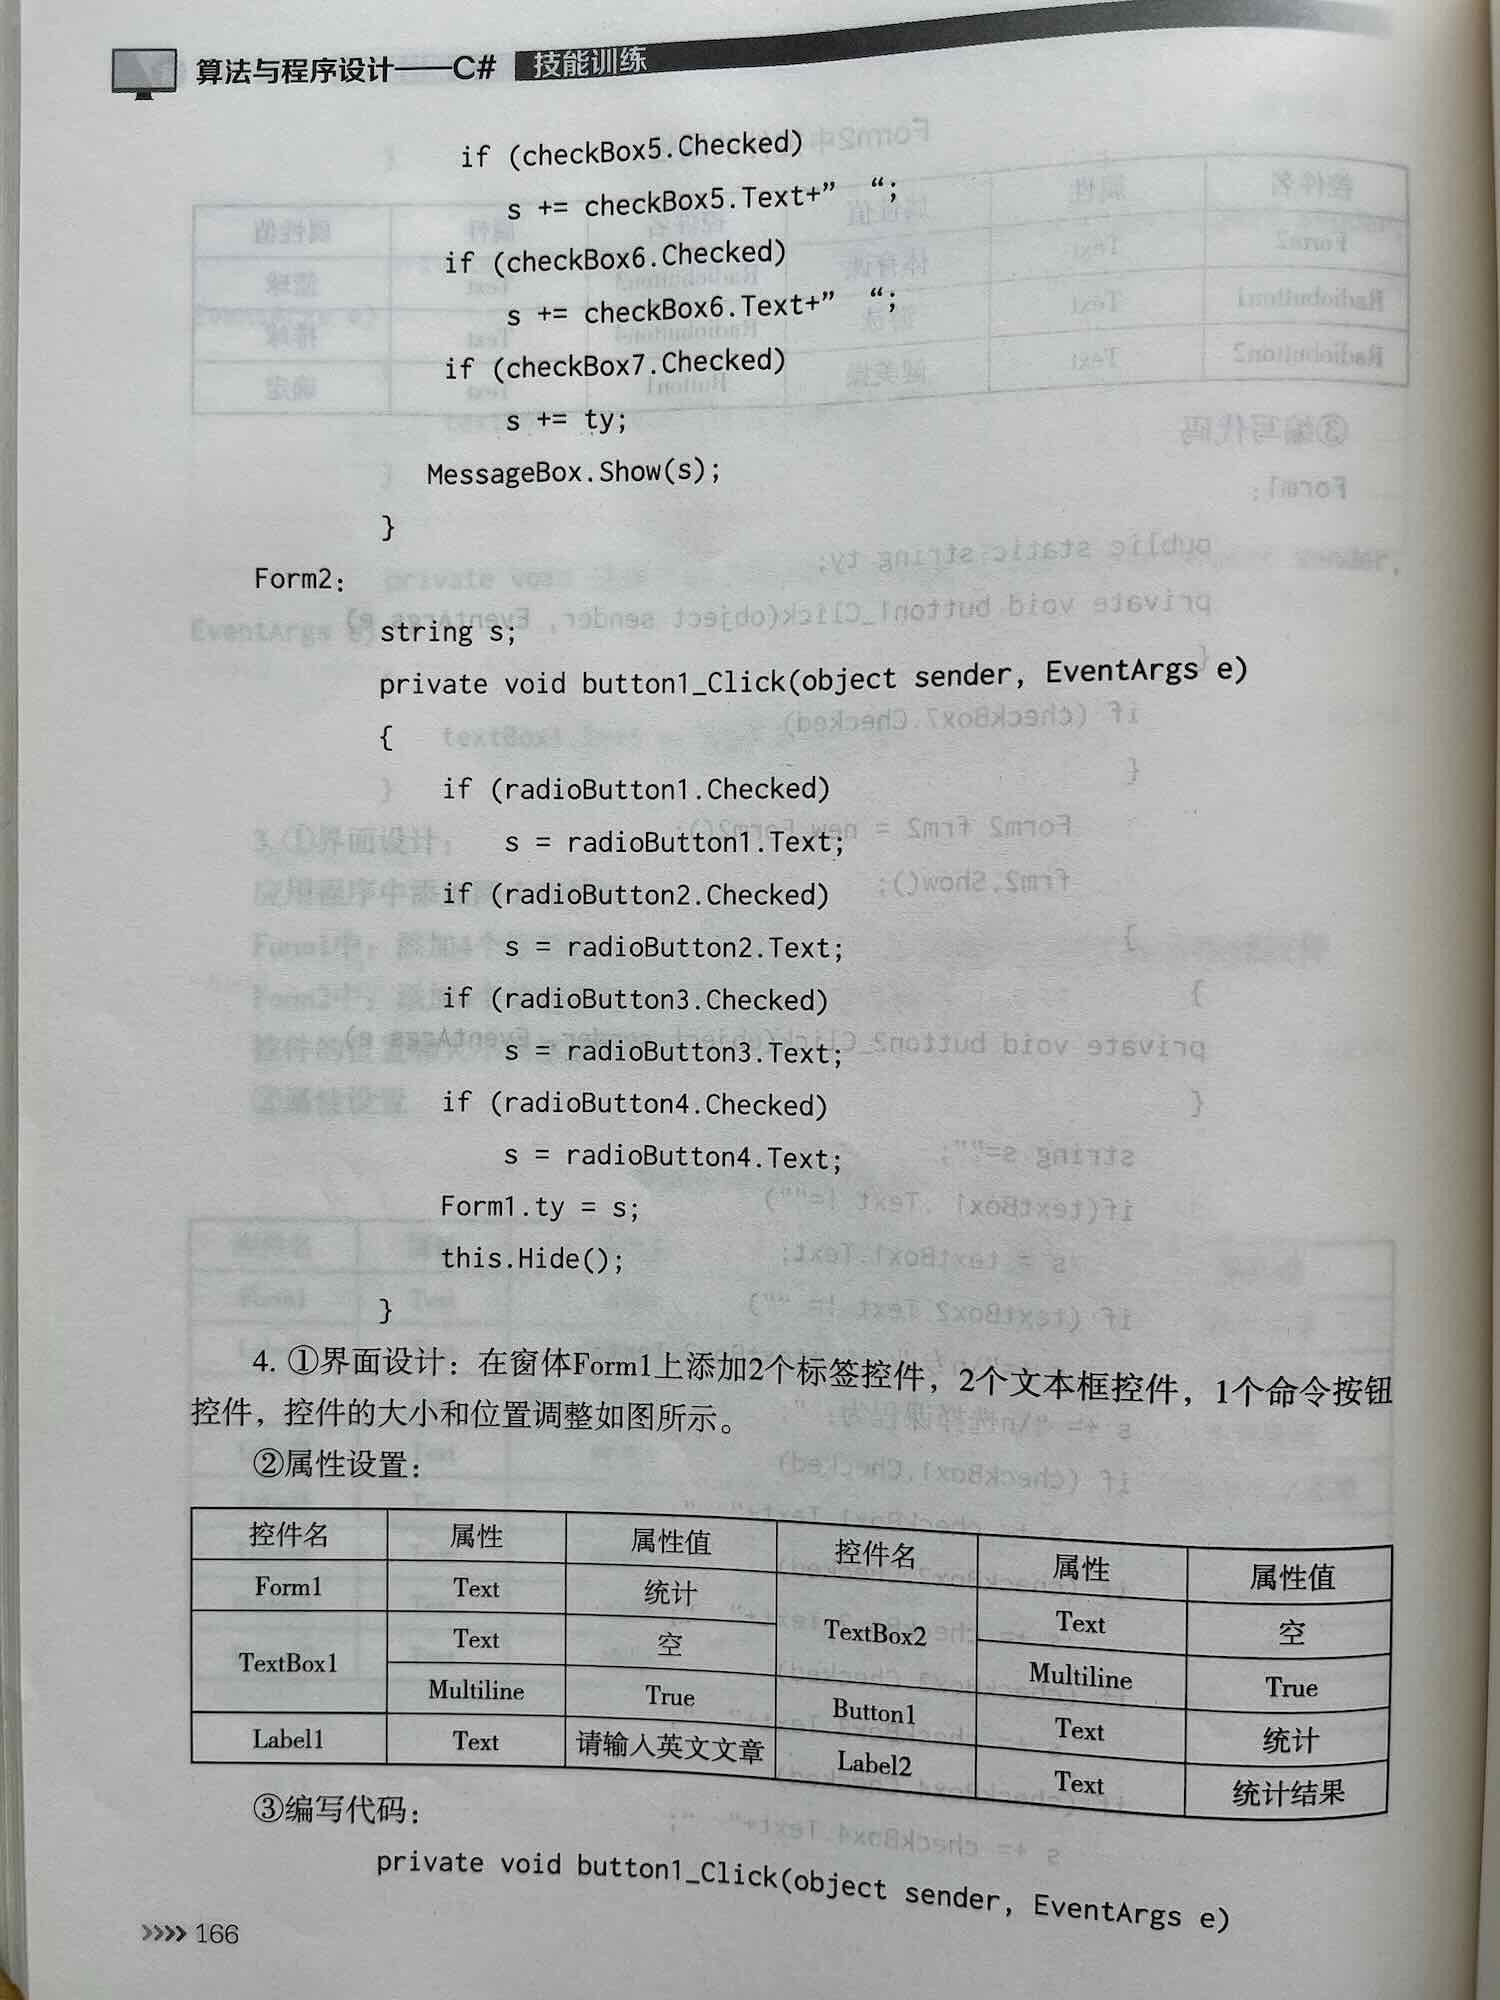 算法与程序设计——C# 技能训练
if (checkBox5.Checked)
s += checkBox5.Text+”  “;
if (checkBox6.Checked)
s += checkBox6.Text+”  “;
if (checkBox7.Checked)
s += ty;
MessageBox.Show(s);
}
Form2:
string s;
private void button1_Click(object sender, EventArgs e)
{
if (radioButton1.Checked)
s = radioButton1.Text;
if (radioButton2.Checked)
s = radioButton2.Text;
if (radioButton3.Checked)
s = radioButton3.Text;
if (radioButton4.Checked)
s = radioButton4.Text;
Form1.ty = s;
this.Hide();
}
4. ①界面设计：在窗体Form1上添加2个标签控件，2个文本框控件，1个命令按钮
控件，控件的大小和位置调整如图所示。
②属性设置：
控件名 属性 属性值 控件名 属性 属性值
Form1 Text 统计 TextBox2 Text 空
TextBox1 Text 空 Multiline True
Multiline True Button1 Text 统计
Label1 Text 请输入英文文章 Label2 Text 统计结果
③编写代码：
private void button1_Click(object sender, EventArgs e)
>>>> 166